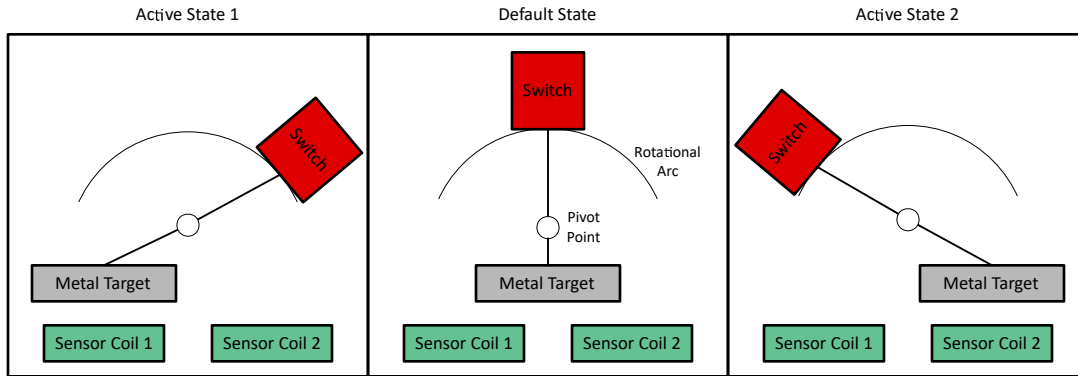 Active State 1
Default State
Active State 2
Switch
Metal Target
Sensor Coil 1
Sensor Coil 2
Switch
Rotational
Arc
Pivot
Point
Metal Target
Sensor Coil 1
Sensor Coil 2
Switch
Metal Target
Sensor Coil 1
Sensor Coil 2